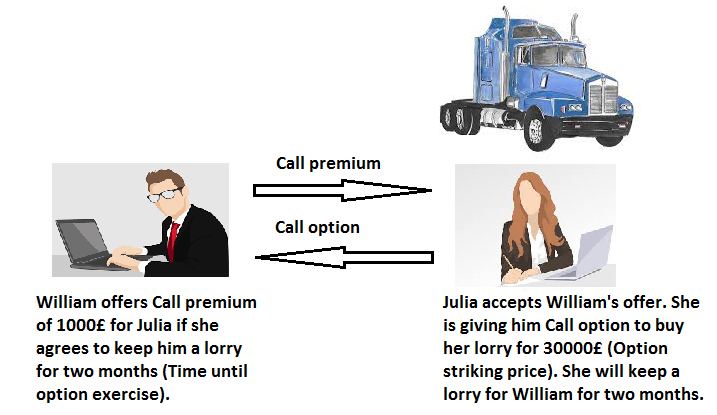 Call premium
Call option
William offers Call premium
of 1000£ for Julia if she
agrees to keep him a lorry
for two months (Time until
option exercise).
Julia accepts William's offer. She
is giving him Call option to buy
her lorry for 30000£ (Option
striking price). She will keep a
lorry for William for two months.